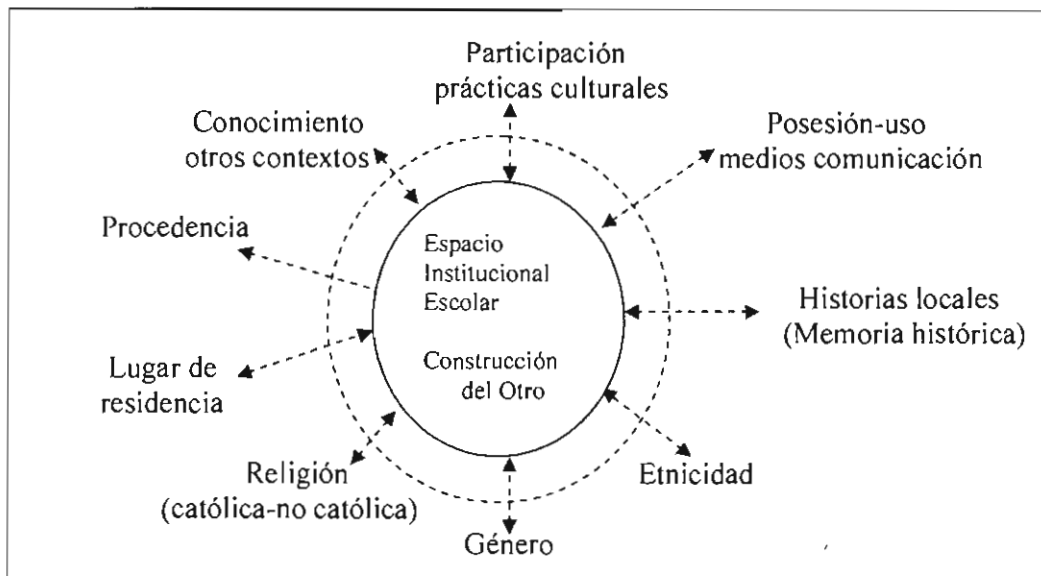 Participación
prácticas culturales
Conocimiento
otros contextos
Posesión-uso
medios comunicación
Procedencia
Espacio
Institucional
Escolar
Historias locales
(Memoria histórica)
Construcción
del Otro
Lugar de
residencia
Religión
(católica-no católica)
Etnicidad
Género